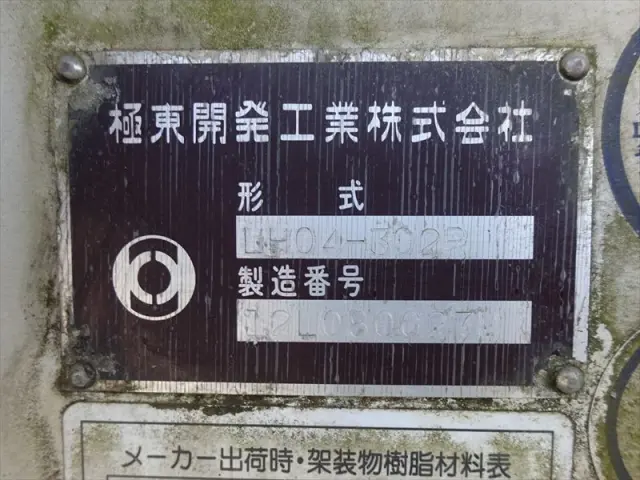 極東開発工業株式会社
形 式
製造番号
メーカー出荷時・架装物樹脂材料表